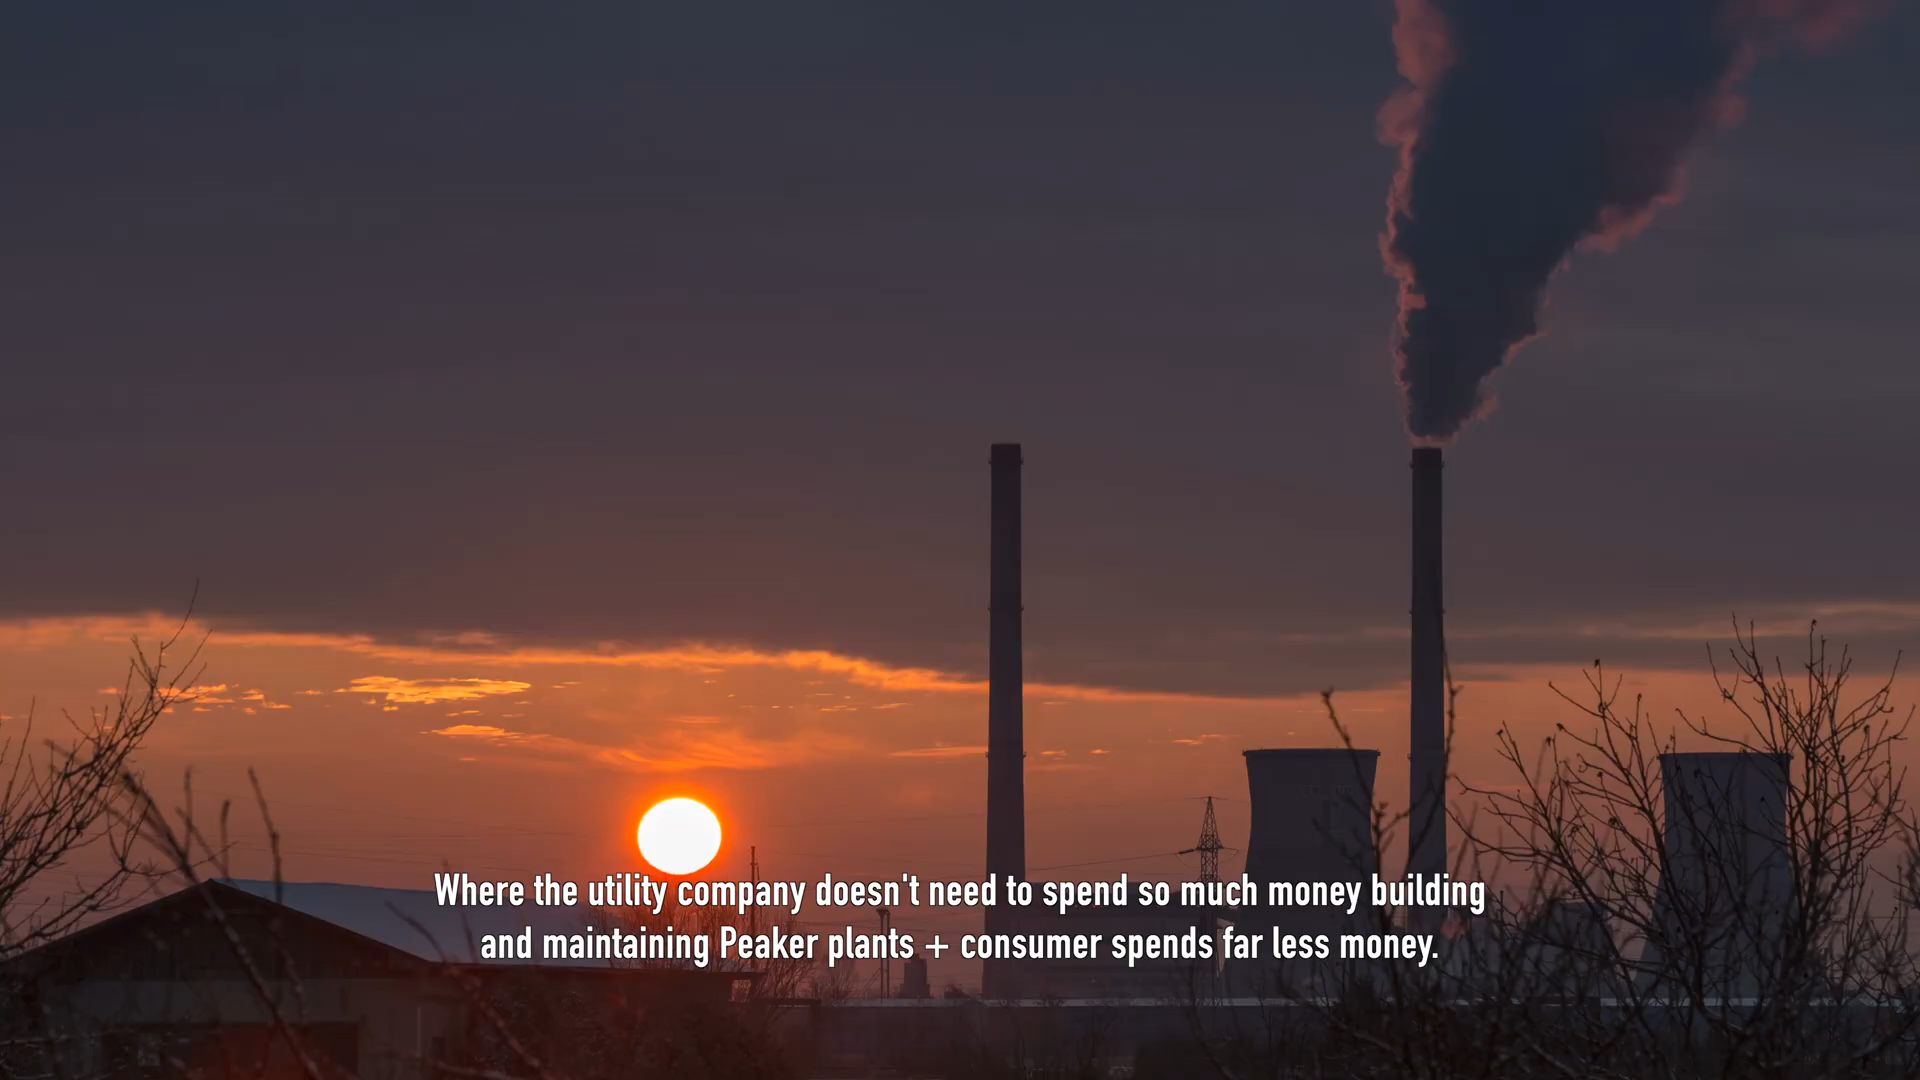 Where the utility company doesn't need to spend so much money building
and maintaining Peaker plants + consumer spends far less money.